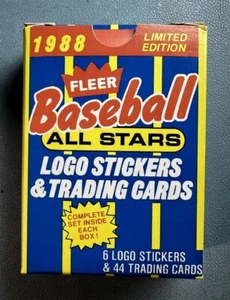 1988
LIMITED
EDITION
FLEER
Baseball
ALL STARS
LOGO STICKERS
& TRADING CARDS
COMPLETE
SET INSIDE
EACH
BOX!
6 LOGO STICKERS
& 44 TRADING CARDS